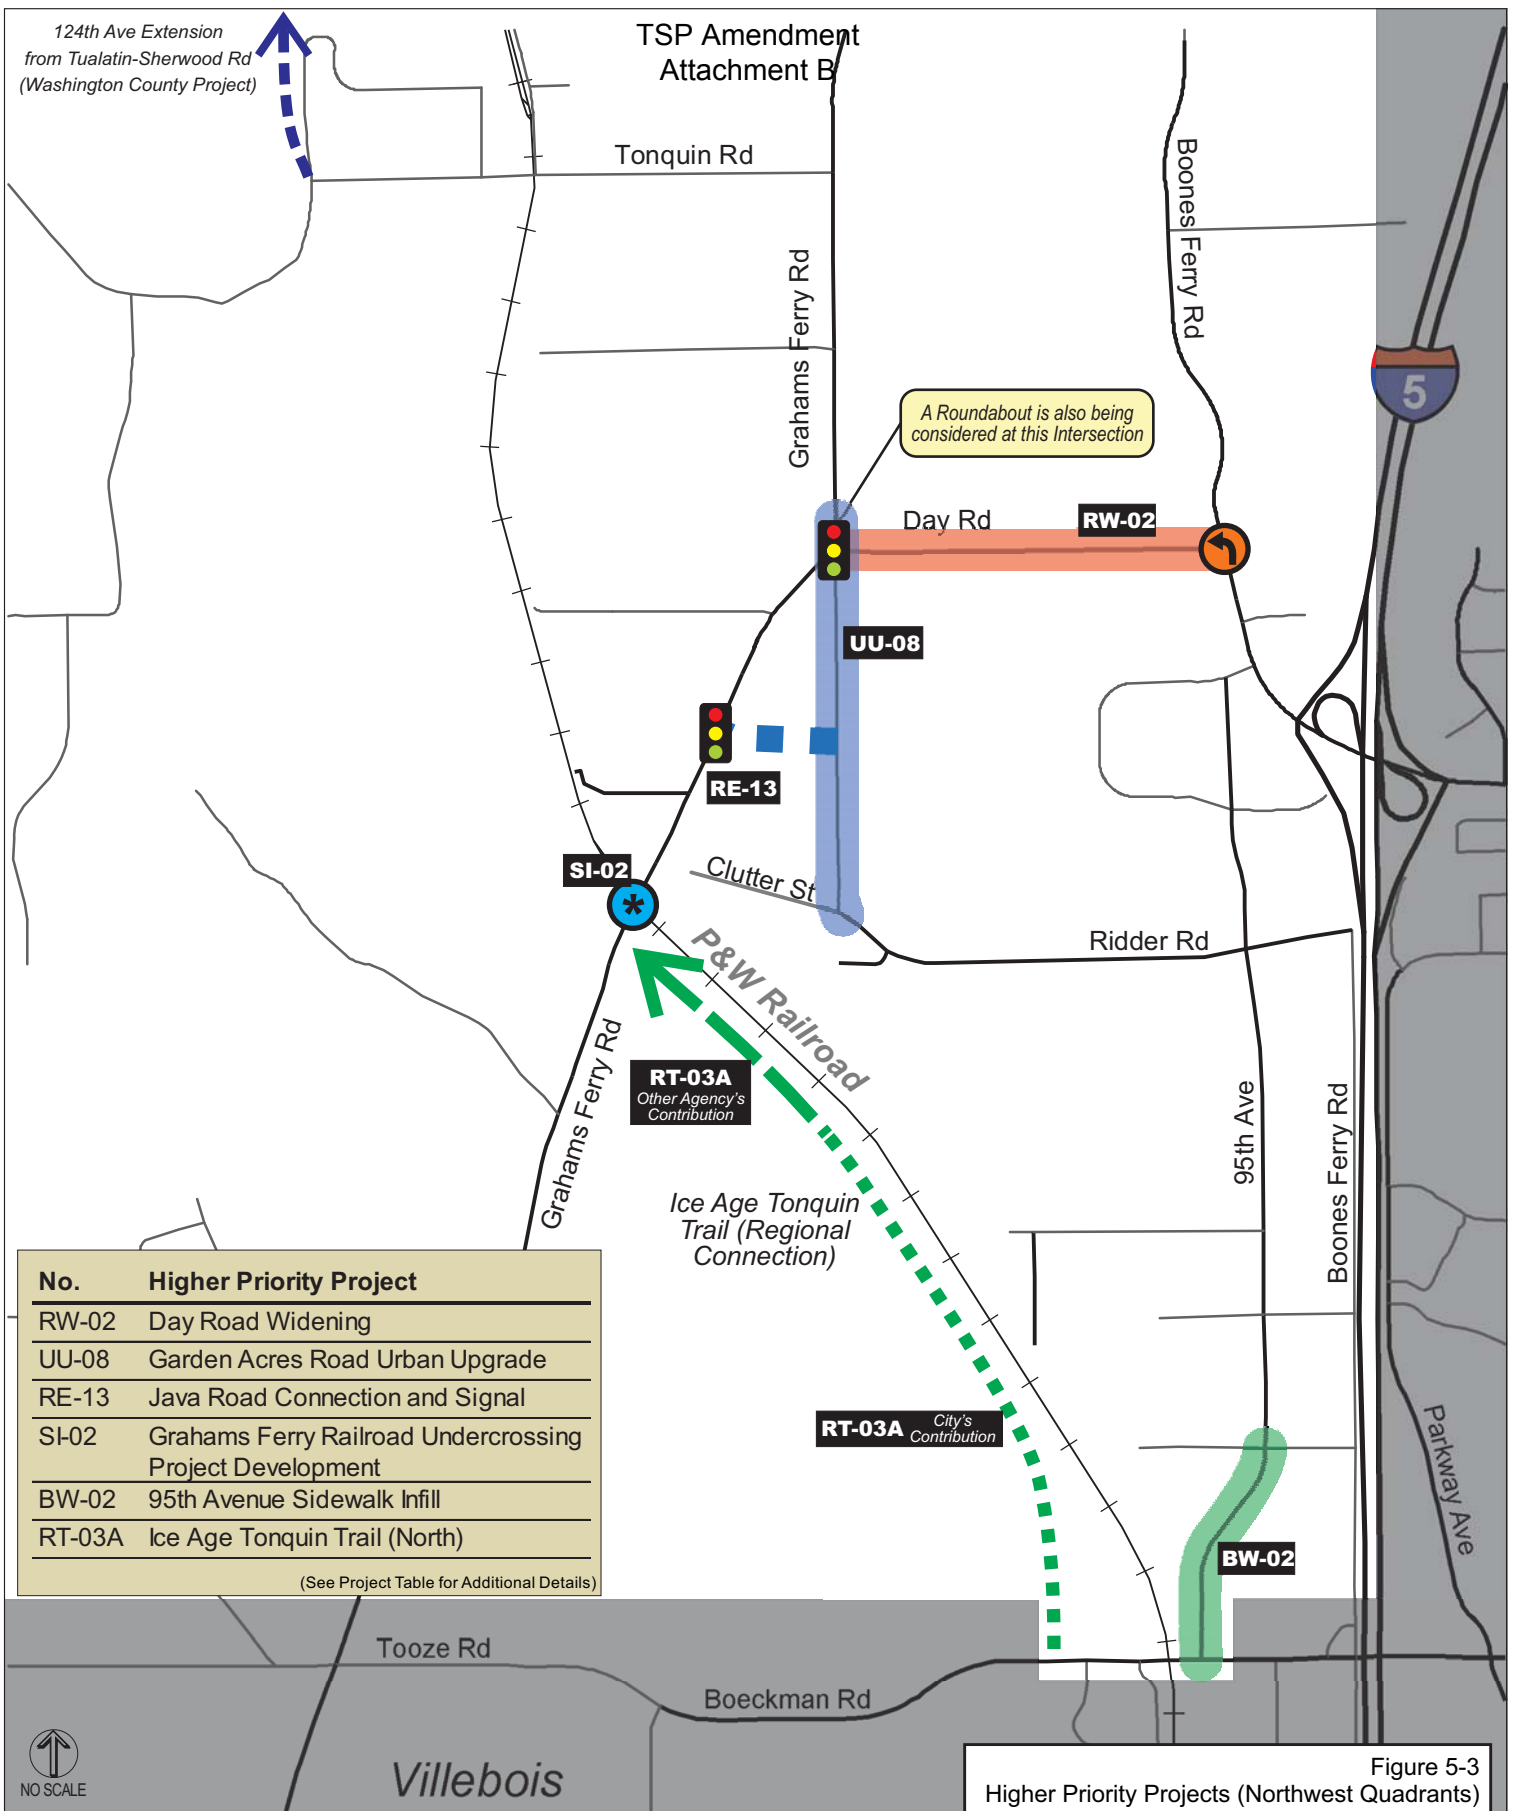 124th Ave Extension
from Tualatin-Sherwood Rd
(Washington County Project)
TSP Amendment
Attachment B
Tonquin Rd
Boones Ferry Rd
Grahams Ferry Rd
5
A Roundabout is also being
considered at this Intersection
Day Rd
RW-02
UU-08
RE-13
SI-02
*
Clutter St
P&W Railroad
Ridder Rd
Grahams Ferry Rd
RT-03A
Other Agency's
Contribution
95th Ave
Boones Ferry Rd
Ice Age Tonquin
Trail (Regional
Connection)
No. Higher Priority Project
RW-02 Day Road Widening
UU-08 Garden Acres Road Urban Upgrade
RE-13 Java Road Connection and Signal
SI-02 Grahams Ferry Railroad Undercrossing
Project Development
BW-02 95th Avenue Sidewalk Infill
RT-03A Ice Age Tonquin Trail (North)
(See Project Table for Additional Details)
RT-03A City's
Contribution
Parkway Ave
BW-02
Tooze Rd
Boeckman Rd
NO SCALE
Villebois
Figure 5-3
Higher Priority Projects (Northwest Quadrants)